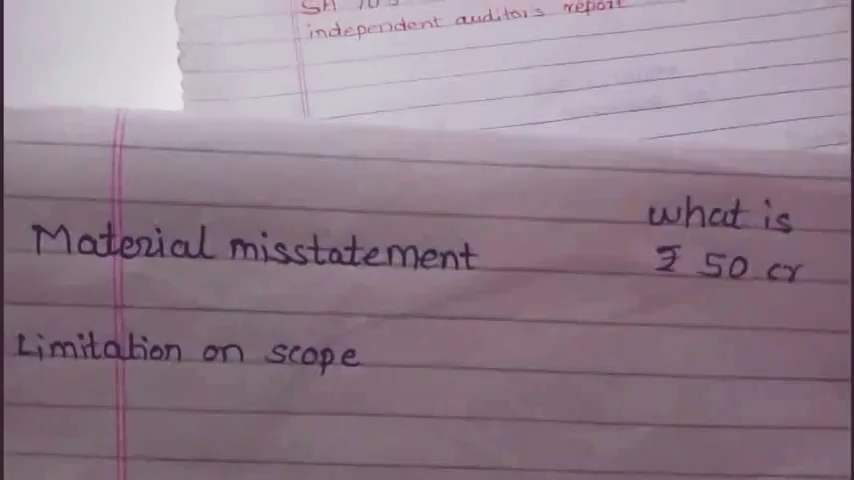 independent auditor's report
what is
Material misstatement
₹ 50 cr
Limitation on scope